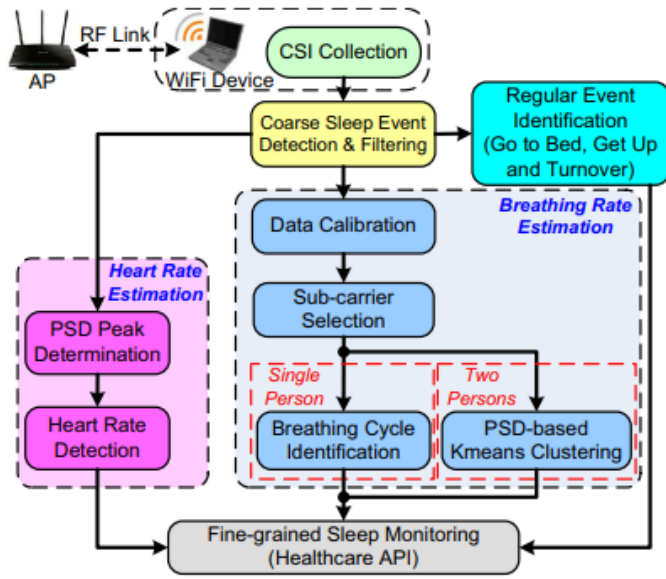 RF Link
AP
WiFi Device
CSI Collection
Coarse Sleep Event
Detection & Filtering
Regular Event
Identification
(Go to Bed, Get Up
and Turnover)
Breathing Rate
Estimation
Data Calibration
Sub-carrier
Selection
Heart Rate
Estimation
PSD Peak
Determination
Heart Rate
Detection
Single
Person
Breathing Cycle
Identification
Two
Persons
PSD-based
Kmeans Clustering
Fine-grained Sleep Monitoring
(Healthcare API)